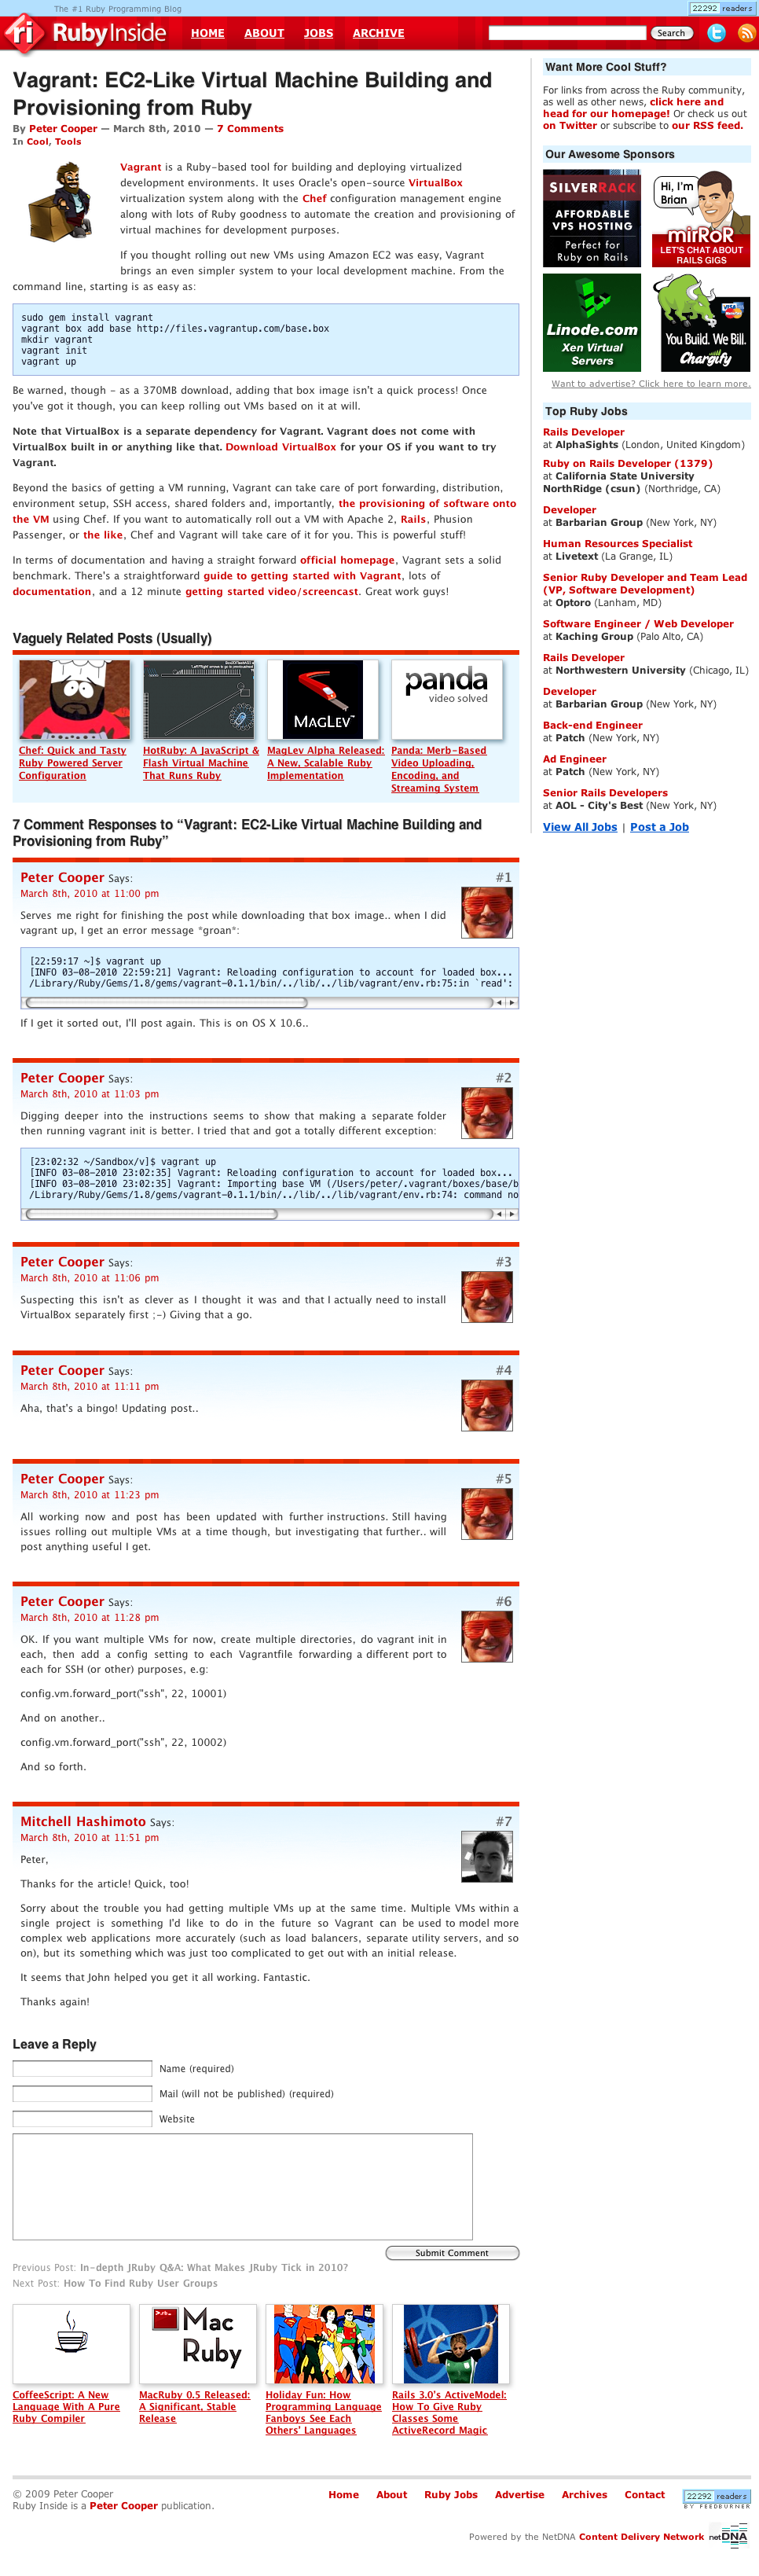 The #1 Ruby Programming Blog
22292 readers
ri RubyInside
HOME ABOUT JOBS ARCHIVE
Search
Vagrant: EC2-Like Virtual Machine Building and
Provisioning from Ruby
By Peter Cooper — March 8th, 2010 — 7 Comments
In Cool, Tools
Vagrant is a Ruby-based tool for building and deploying virtualized
development environments. It uses Oracle's open-source VirtualBox
virtualization system along with the Chef configuration management engine
along with lots of Ruby goodness to automate the creation and provisioning of
virtual machines for development purposes.
If you thought rolling out new VMs using Amazon EC2 was easy, Vagrant
brings an even simpler system to your local development machine. From the
command line, starting is as easy as:
sudo gem install vagrant
vagrant box add base http://files.vagrantup.com/base.box
mkdir vagrant
vagrant init
vagrant up
Be warned, though - as a 370MB download, adding that box image isn't a quick process! Once
you've got it though, you can keep rolling out VMs based on it at will.
Note that VirtualBox is a separate dependency for Vagrant. Vagrant does not come with
VirtualBox built in or anything like that. Download VirtualBox for your OS if you want to try
Vagrant.
Beyond the basics of getting a VM running, Vagrant can take care of port forwarding, distribution,
environment setup, SSH access, shared folders and, importantly, the provisioning of software onto
the VM using Chef. If you want to automatically roll out a VM with Apache 2, Rails, Phusion
Passenger, or the like, Chef and Vagrant will take care of it for you. This is powerful stuff!
In terms of documentation and having a straight forward official homepage, Vagrant sets a solid
benchmark. There's a straightforward guide to getting started with Vagrant, lots of
documentation, and a 12 minute getting started video/screencast. Great work guys!
Vaguely Related Posts (Usually)
MAGLEV
panda
video solved
Chef: Quick and Tasty
Ruby Powered Server
Configuration
HotRuby: A JavaScript &
Flash Virtual Machine
That Runs Ruby
MagLev Alpha Released:
A New, Scalable Ruby
Implementation
Panda: Merb-Based
Video Uploading,
Encoding, and
Streaming System
7 Comment Responses to “Vagrant: EC2-Like Virtual Machine Building and
Provisioning from Ruby”
Peter Cooper Says: #1
March 8th, 2010 at 11:00 pm
Serves me right for finishing the post while downloading that box image.. when I did
vagrant up, I get an error message *groan*:
[22:59:17 ~]$ vagrant up
[INFO 03-08-2010 22:59:21] Vagrant: Reloading configuration to account for loaded box...
/Library/Ruby/Gems/1.8/gems/vagrant-0.1.1/bin/../lib/../lib/vagrant/env.rb:75:in `read':
If I get it sorted out, I'll post again. This is on OS X 10.6..
Peter Cooper Says: #2
March 8th, 2010 at 11:03 pm
Digging deeper into the instructions seems to show that making a separate folder
then running vagrant init is better. I tried that and got a totally different exception:
[23:02:32 ~/Sandbox/v]$ vagrant up
[INFO 03-08-2010 23:02:35] Vagrant: Reloading configuration to account for loaded box...
[INFO 03-08-2010 23:02:35] Vagrant: Importing base VM (/Users/peter/.vagrant/boxes/base/b
/Library/Ruby/Gems/1.8/gems/vagrant-0.1.1/bin/../lib/../lib/vagrant/env.rb:74: command no
Peter Cooper Says: #3
March 8th, 2010 at 11:06 pm
Suspecting this isn't as clever as I thought it was and that I actually need to install
VirtualBox separately first ;-) Giving that a go.
Peter Cooper Says: #4
March 8th, 2010 at 11:11 pm
Aha, that's a bingo! Updating post..
Peter Cooper Says: #5
March 8th, 2010 at 11:23 pm
All working now and post has been updated with further instructions. Still having
issues rolling out multiple VMs at a time though, but investigating that further.. will
post anything useful I get.
Peter Cooper Says: #6
March 8th, 2010 at 11:28 pm
OK. If you want multiple VMs for now, create multiple directories, do vagrant init in
each, then add a config setting to each Vagrantfile forwarding a different port to
each for SSH (or other) purposes, e.g:
config.vm.forward_port("ssh", 22, 10001)
And on another..
config.vm.forward_port("ssh", 22, 10002)
And so forth.
Mitchell Hashimoto Says: #7
March 8th, 2010 at 11:51 pm
Peter,
Thanks for the article! Quick, too!
Sorry about the trouble you had getting multiple VMs up at the same time. Multiple VMs within a
single project is something I'd like to do in the future so Vagrant can be used to model more
complex web applications more accurately (such as load balancers, separate utility servers, and so
on), but its something which was just too complicated to get out with an initial release.
It seems that John helped you get it all working. Fantastic.
Thanks again!
Leave a Reply
Name (required)
Mail (will not be published) (required)
Website
Submit Comment
Previous Post: In-depth JRuby Q&A: What Makes JRuby Tick in 2010?
Next Post: How To Find Ruby User Groups
Mac
Ruby
CoffeeScript: A New
Language With A Pure
Ruby Compiler
MacRuby 0.5 Released:
A Significant, Stable
Release
Holiday Fun: How
Programming Language
Fanboys See Each
Others' Languages
Rails 3.0's ActiveModel:
How To Give Ruby
Classes Some
ActiveRecord Magic
Want More Cool Stuff?
For links from across the Ruby community,
as well as other news, click here and
head for our homepage! Or check us out
on Twitter or subscribe to our RSS feed.
Our Awesome Sponsors
SILVERRACK
AFFORDABLE
VPS HOSTING
Perfect for
Ruby on Rails
Hi, I'm
Brian
mirRoR
LET'S CHAT ABOUT
RAILS GIGS
Linode.com
Xen Virtual
Servers
You Build. We Bill.
Chargify
Want to advertise? Click here to learn more.
Top Ruby Jobs
Rails Developer
at AlphaSights (London, United Kingdom)
Ruby on Rails Developer (1379)
at California State University
NorthRidge (csun) (Northridge, CA)
Developer
at Barbarian Group (New York, NY)
Human Resources Specialist
at Livetext (La Grange, IL)
Senior Ruby Developer and Team Lead
(VP, Software Development)
at Optoro (Lanham, MD)
Software Engineer / Web Developer
at Kaching Group (Palo Alto, CA)
Rails Developer
at Northwestern University (Chicago, IL)
Developer
at Barbarian Group (New York, NY)
Back-end Engineer
at Patch (New York, NY)
Ad Engineer
at Patch (New York, NY)
Senior Rails Developers
at AOL - City's Best (New York, NY)
View All Jobs | Post a Job
© 2009 Peter Cooper
Ruby Inside is a Peter Cooper publication.
Home About Ruby Jobs Advertise Archives Contact
22292 readers
BY FEEDBURNER
Powered by the NetDNA Content Delivery Network
netDNA